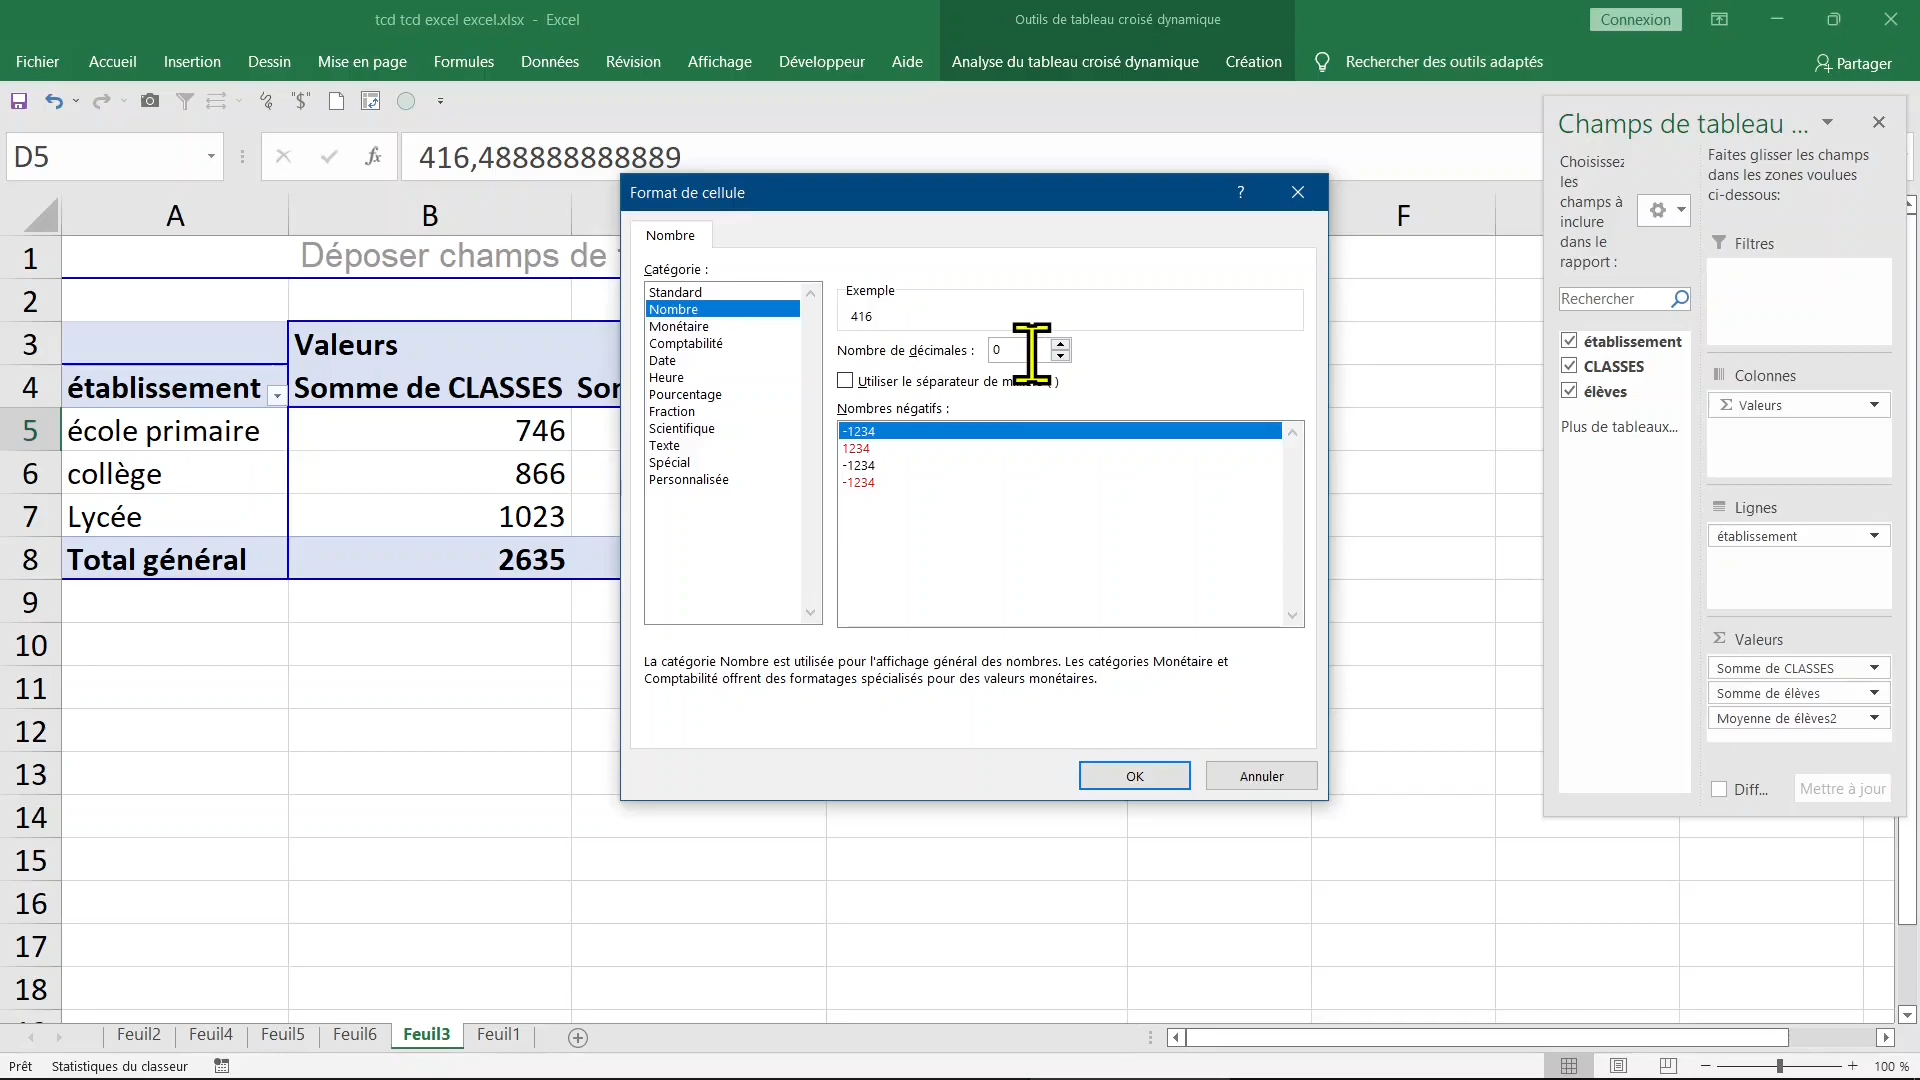 tcd tcd excel excel.xlsx - Excel
Outils de tableau croisé dynamique
Connexion
Fichier Accueil Insertion Dessin Mise en page Formules Données Révision Affichage Développeur Aide Analyse du tableau croisé dynamique Création Rechercher des outils adaptés Partager
D5
fx
416,488888888889
A B F
1 Déposer champs de
2
3 Valeurs
4 établissement Somme de CLASSES
5 école primaire 746
6 collège 866
7 Lycée 1023
8 Total général 2635
9
10
11
12
13
14
15
16
17
18
Format de cellule
?
Nombre
Catégorie :
Standard
Nombre
Monétaire
Comptabilité
Date
Heure
Pourcentage
Fraction
Scientifique
Texte
Spécial
Personnalisée
Exemple
416
Nombre de décimales : 0
Utiliser le séparateur de
Nombres négatifs :
-1234
1234
-1234
-1234
La catégorie Nombre est utilisée pour l'affichage général des nombres. Les catégories Monétaire et
Comptabilité offrent des formatages spécialisés pour des valeurs monétaires.
OK Annuler
Champs de tableau ...
Choisissez
les
champs à
inclure
dans le
rapport :
Rechercher
établissement
CLASSES
élèves
Plus de tableaux...
Faites glisser les champs
dans les zones voulues
ci-dessous:
Filtres
Colonnes
Σ Valeurs
Lignes
établissement
Σ Valeurs
Somme de CLASSES
Somme de élèves
Moyenne de élèves2
Diff...
Mettre à jour
Feuil2 Feuil4 Feuil5 Feuil6 Feuil3 Feuil1
Prêt Statistiques du classeur
100 %